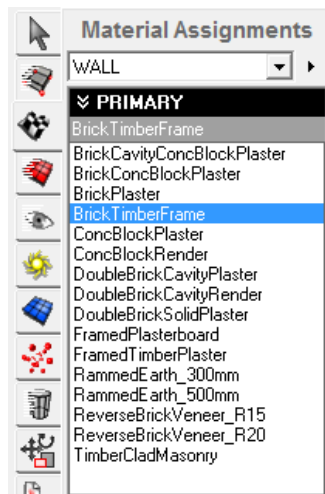 Material Assignments
WALL
PRIMARY
BrickTimberFrame
BrickCavityConcBlockPlaster
BrickConcBlockPlaster
BrickPlaster
BrickTimberFrame
ConcBlockPlaster
ConcBlockRender
DoubleBrickCavityPlaster
DoubleBrickCavityRender
DoubleBrickSolidPlaster
FramedPlasterboard
FramedTimberPlaster
RammedEarth_300mm
RammedEarth_500mm
ReverseBrickVeneer_R15
ReverseBrickVeneer_R20
TimberCladMasonry